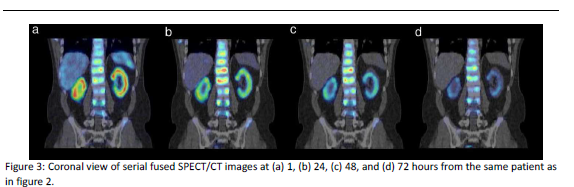 a b c d
Figure 3: Coronal view of serial fused SPECT/CT images at (a) 1, (b) 24, (c) 48, and (d) 72 hours from the same patient as
in figure 2.